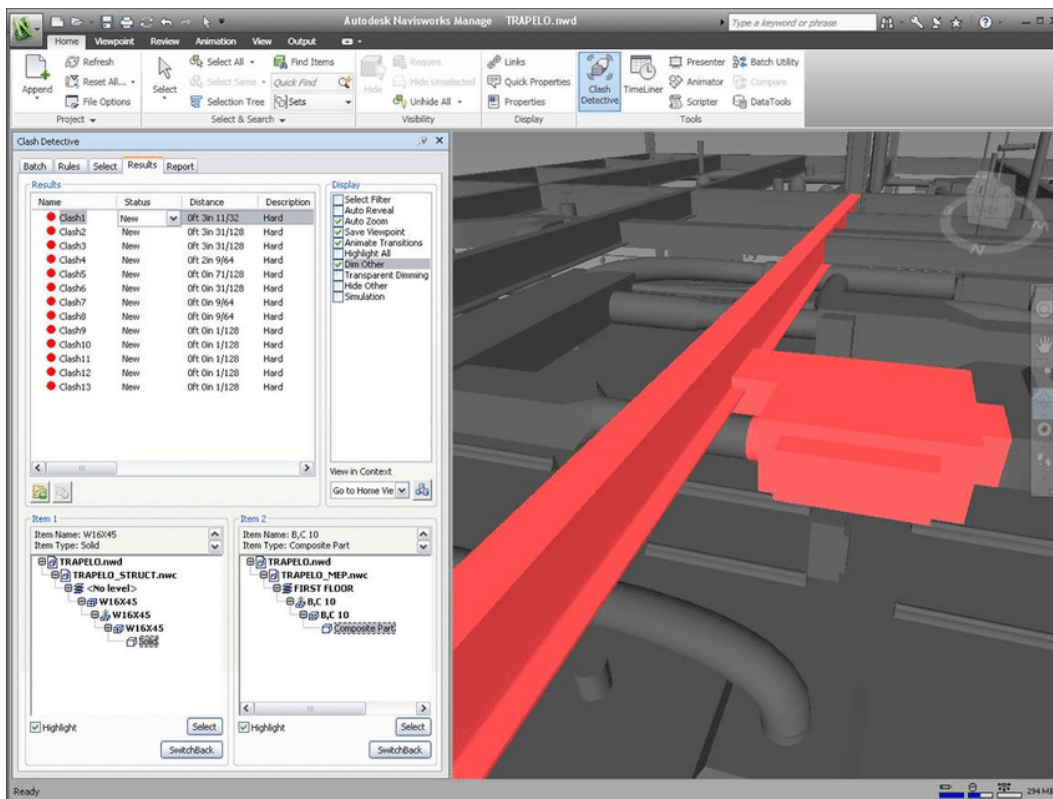 Autodesk Navisworks Manage TRAPELO.nwd
Type a keyword or phrase
Home Viewpoint Review Animation View Output
Append
Refresh
Reset All...
File Options
Project
Select
Select All
Select Same
Selection Tree
Find Items
Quick Find
Sets
Select & Search
Hide
Require
Hide Unselected
Unhide All
Visibility
Links
Quick Properties
Properties
Display
Clash Detective
TimeLiner
Presenter
Animator
Scripter
Batch Utility
Compare
DataTools
Tools
Clash Detective
Batch Rules Select Results Report
Results
Name Status Distance Description
Clash1 New 0ft 3in 11/32 Hard
Clash2 New 0ft 3in 31/128 Hard
Clash3 New 0ft 3in 31/128 Hard
Clash4 New 0ft 2in 9/64 Hard
Clash5 New 0ft 0in 71/128 Hard
Clash6 New 0ft 0in 31/128 Hard
Clash7 New 0ft 0in 9/64 Hard
Clash8 New 0ft 0in 9/64 Hard
Clash9 New 0ft 0in 1/128 Hard
Clash10 New 0ft 0in 1/128 Hard
Clash11 New 0ft 0in 1/128 Hard
Clash12 New 0ft 0in 1/128 Hard
Clash13 New 0ft 0in 1/128 Hard
Display
Select Filter
Auto Reveal
Auto Zoom
Save Viewpoint
Animate Transitions
Highlight All
Dim Other
Transparent Dimming
Hide Other
Simulation
View in Context
Go to Home Vie
Item 1
Item Name: W16X45
Item Type: Solid
TRAPELO.nwd
TRAPELO_STRUCT.nwc
<No level>
W16X45
W16X45
W16X45
Solid
Highlight
Select
SwitchBack
Item 2
Item Name: B,C 10
Item Type: Composite Part
TRAPELO.nwd
TRAPELO_MEP.nwc
FIRST FLOOR
B,C 10
B,C 10
Composite Part
Highlight
Select
SwitchBack
Ready
294 MB